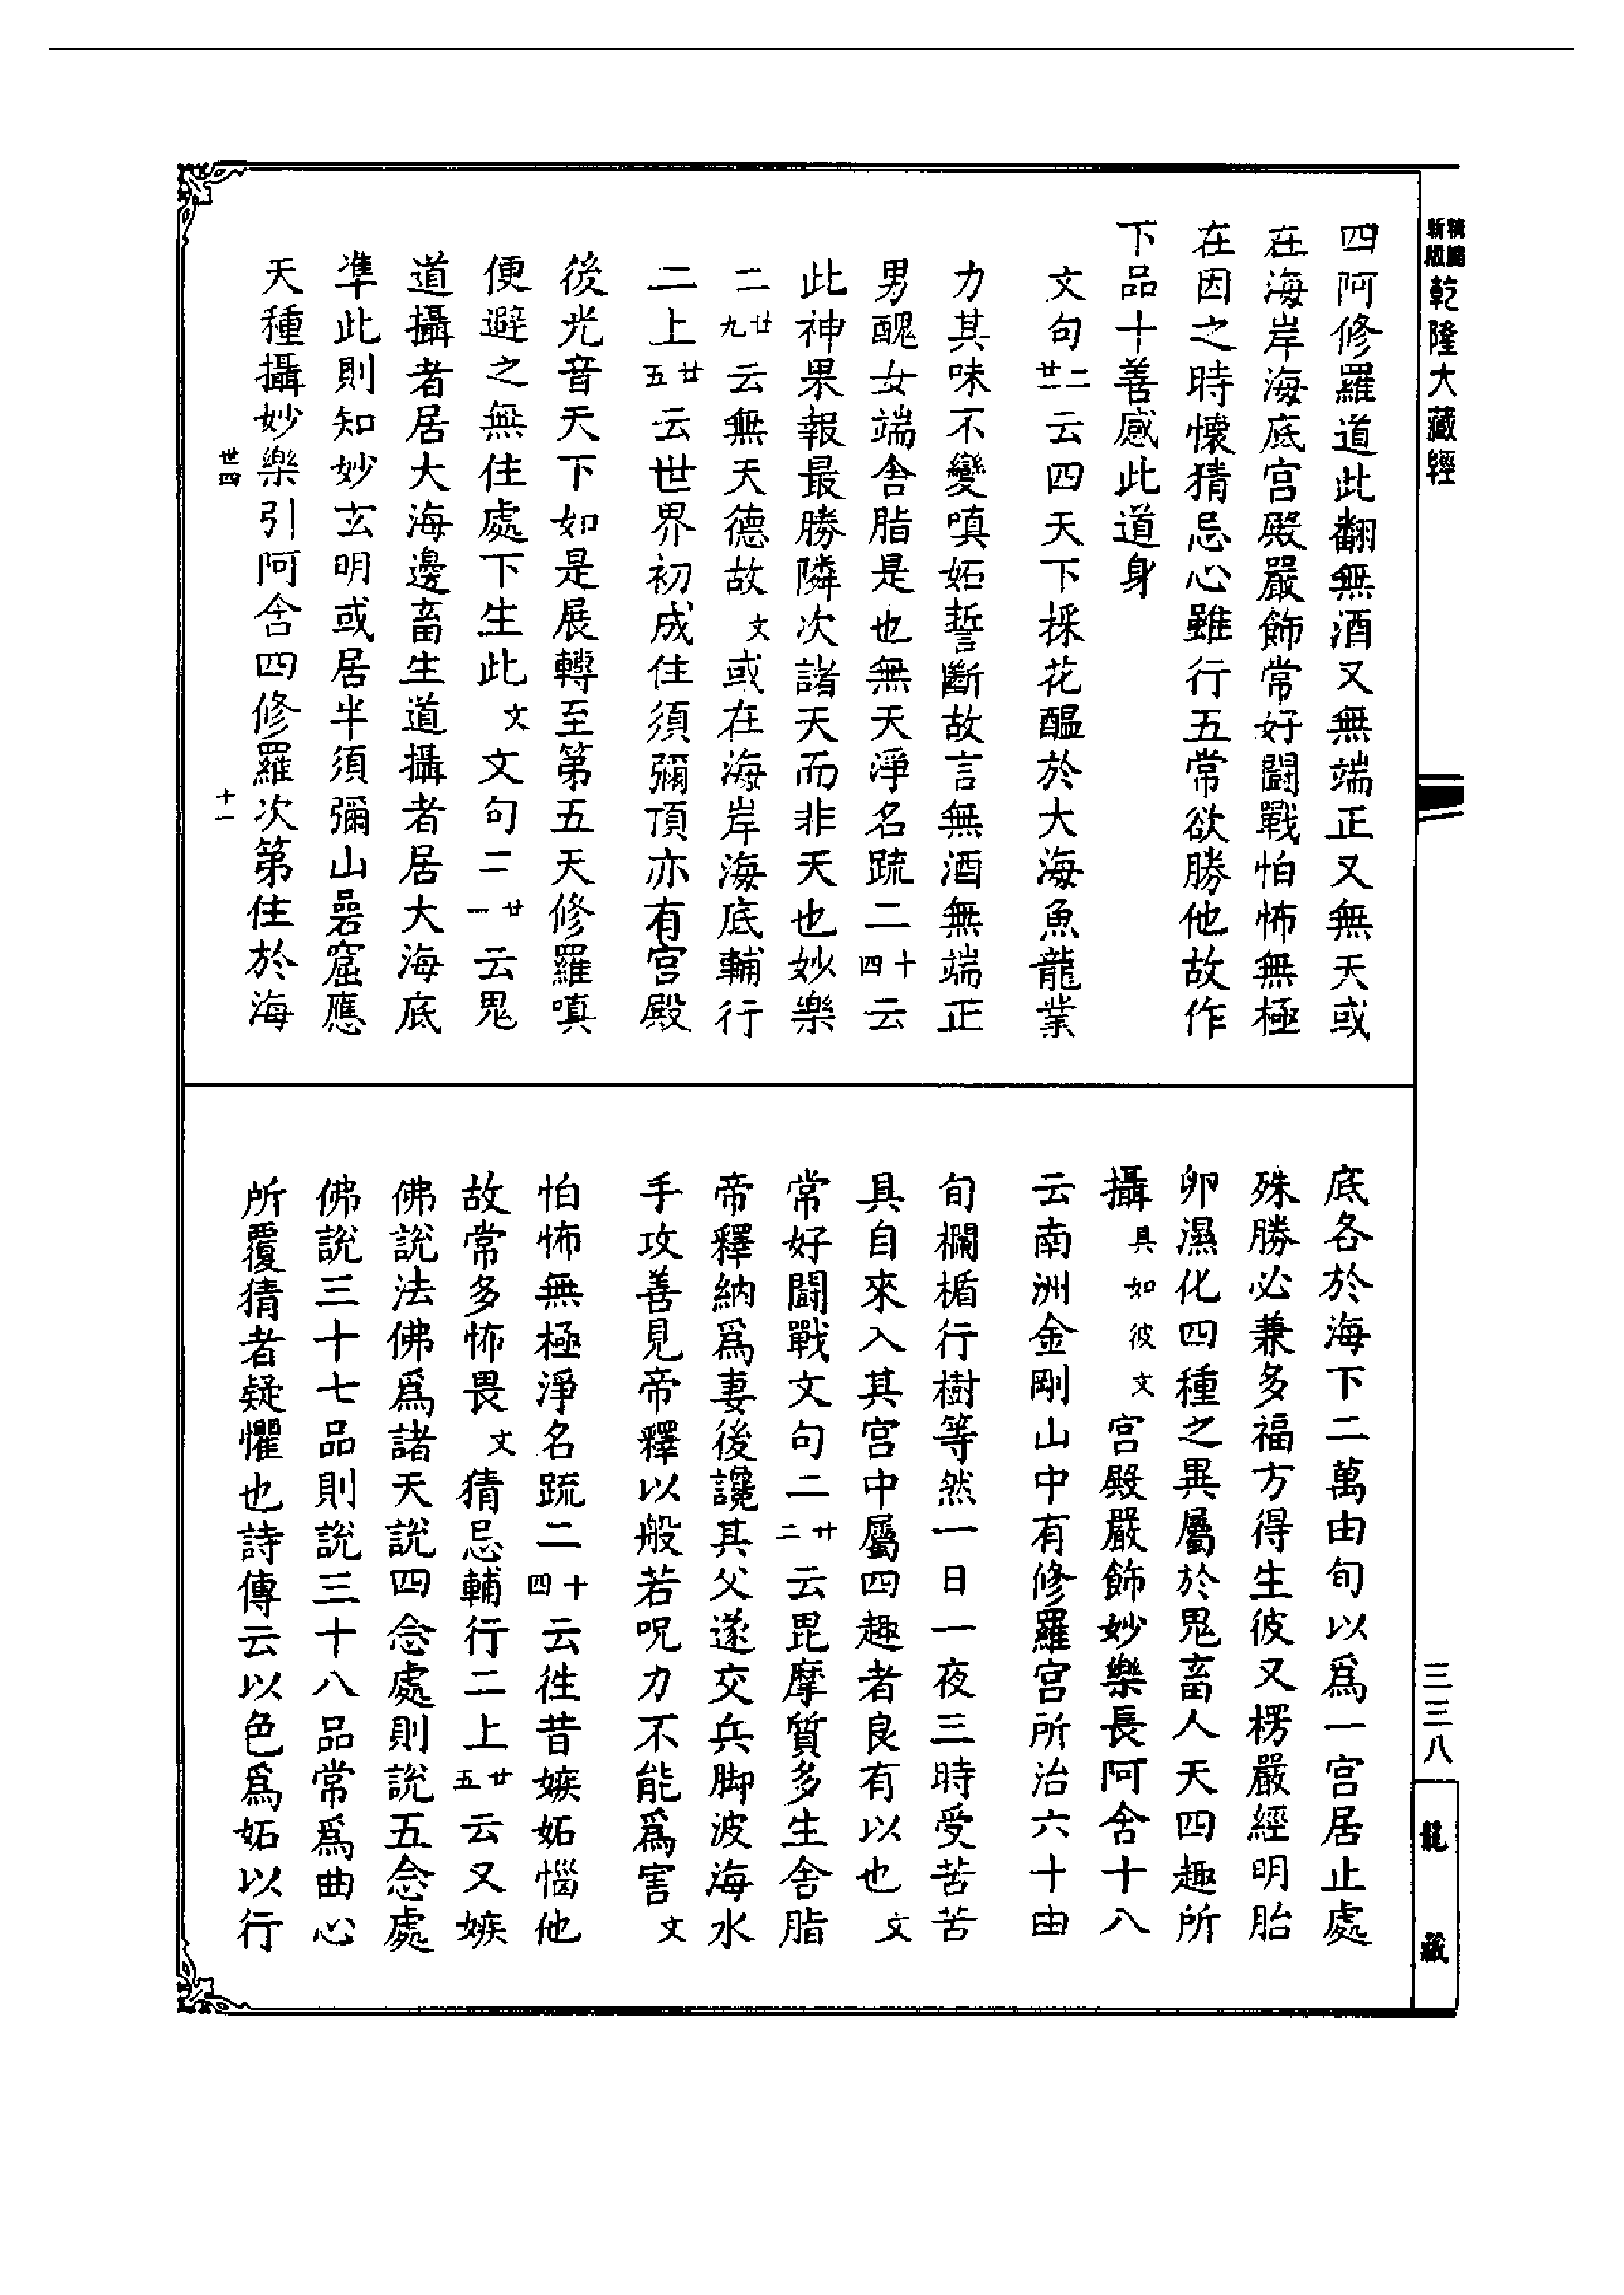 新版
精縮
乾隆大藏經
四阿修羅道此翻無酒又無端正又無天或
在海岸海底宮殿嚴飾常好鬪戰怕怖無極
在因之時懷猜忌心雖行五常欲勝他故作
下品十善感此道身
文句二廿二云四天下採花醞於大海魚龍業
力其味不變嗔妬誓斷故言無酒無端正
男醜女端舍脂是也無天淨名疏二十四云
此神果報最勝隣次諸天而非天也妙樂
二廿九云無天德故文或在海岸海底輔行
二上廿五云世界初成住須彌頂亦有宮殿
後光音天下如是展轉至第五天修羅嗔
便避之無住處下生此文文句二廿一云鬼
道攝者居大海邊畜生道攝者居大海底
準此則知妙玄明或居半須彌山巖窟應
天種攝妙樂引阿含四修羅次第住於海
世四
十一
底各於海下二萬由旬以爲一宮居止處
殊勝必兼多福方得生彼又楞嚴經明胎
卵濕化四種之異屬於鬼畜人天四趣所
攝具如彼文宮殿嚴飾妙樂長阿含十八
云南洲金剛山中有修羅宮所治六十由
旬欄楯行樹等然一日一夜三時受苦苦
具自來入其宮中屬四趣者良有以也文
常好鬪戰文句二廿二云毘摩質多生舍脂
帝釋納爲妻後讒其父遂交兵脚波海水
手攻善見帝釋以般若呪力不能爲害文
怕怖無極淨名疏二十四云徃昔嫉妬惱他
故常多怖畏文猜忌輔行二上廿五云又嫉
佛說法佛爲諸天說四念處則說五念處
佛說三十七品則說三十八品常爲曲心
所覆猜者疑懼也詩傳云以色爲妬以行
三三八
龍藏